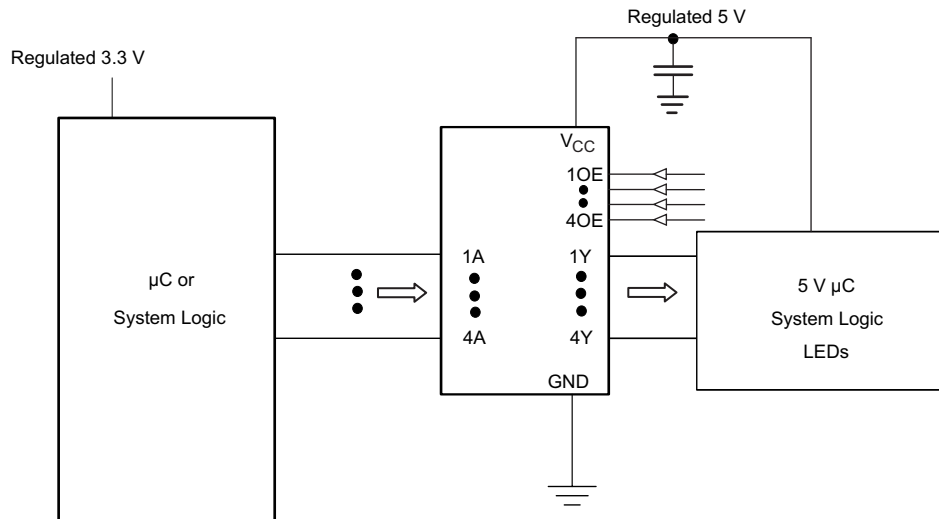 Regulated 5 V
Regulated 3.3 V
VCC
1OE
4OE
1A
1Y
µC or
System Logic
5 V µC
System Logic
LEDs
4A
4Y
GND